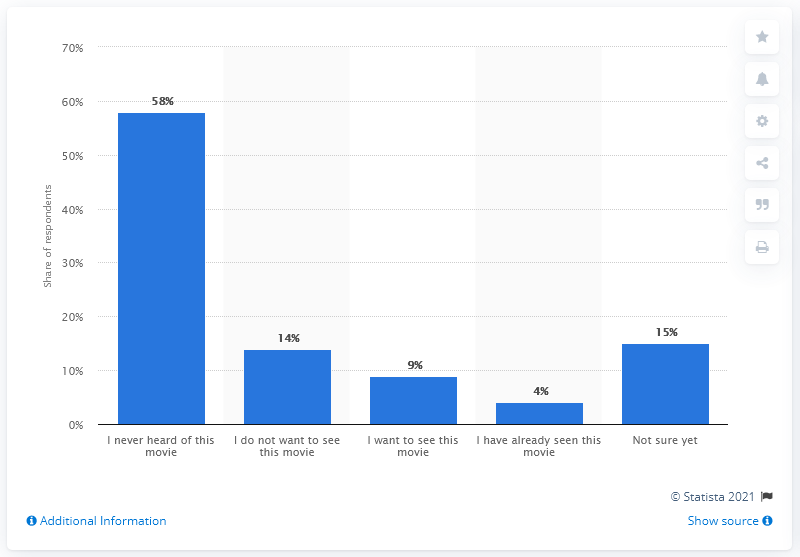 70%
60%
50%
40%
30%
20%
10%
0%
Share of respondents
58%
14%
9%
4%
15%
I never heard of this
movie
I do not want to see
this movie
I want to see this
movie
I have already seen this
movie
Not sure yet
© Statista 2021
Additional Information
Show source